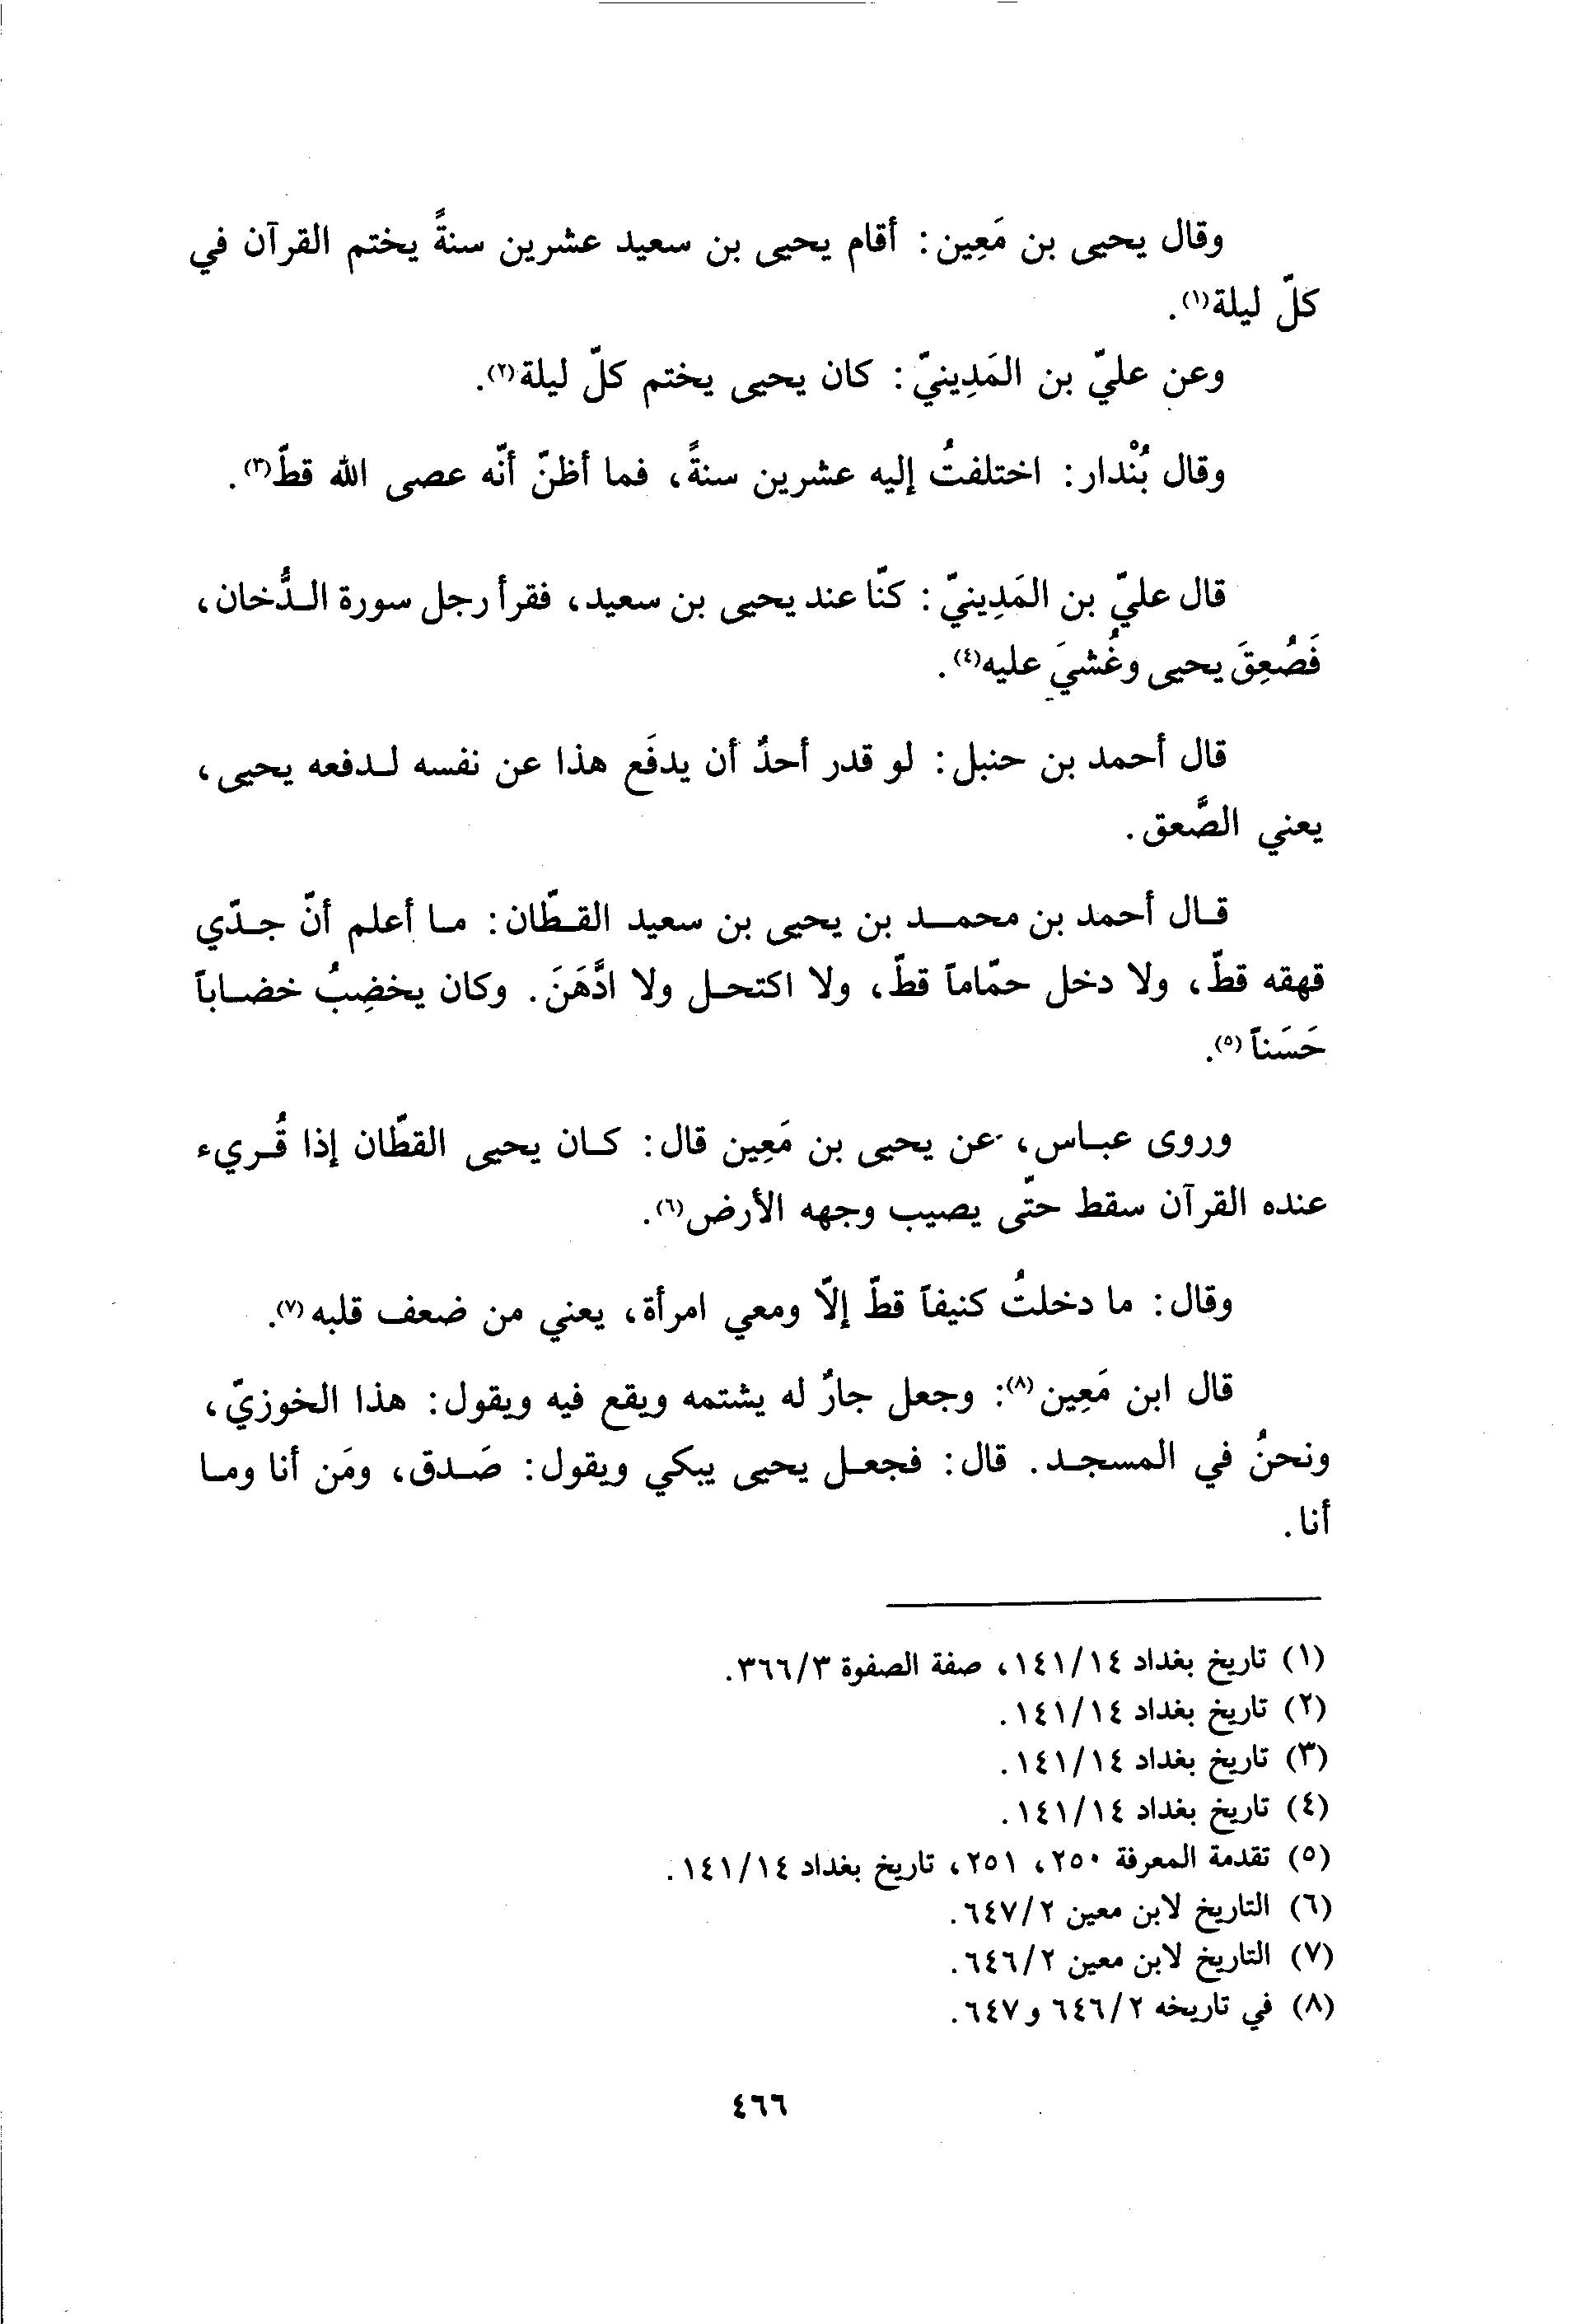 وقال يحيى بن مَعِين: أقام يحيى بن سعيد عشرين سنةً يختم القرآن في
كلّ ليلة(١).
وعن عليّ بن المَدِينيّ: كان يحيى يختم كلّ ليلة(٢).
وقال بُنْدار: اختلفتُ إليه عشرين سنةً، فما أظنّ أنّه عصى الله قطّ(٣).
قال عليّ بن المَدِينيّ: كنّا عند يحيى بن سعيد، فقرأ رجل سورة الدُّخان،
فَصُعِقَ يحيى وغُشيَ عليه(٤).
قال أحمد بن حنبل: لو قدر أحدٌ أن يدفَع هذا عن نفسه لدفعه يحيى،
يعني الصَّعق.
قال أحمد بن محمد بن يحيى بن سعيد القطّان: ما أعلم أنّ جدّي
قهقه قطّ، ولا دخل حمّاماً قطّ، ولا اكتحل ولا ادَّهَنَ. وكان يخضِبُ خضاباً
حَسَناً(٥).
وروى عباس، عن يحيى بن مَعِين قال: كان يحيى القطّان إذا قُريء
عنده القرآن سقط حتّى يصيب وجهه الأرض(٦).
وقال: ما دخلتُ كنيفاً قطّ إلّا ومعي امرأة، يعني من ضعف قلبه(٧).
قال ابن مَعِين(٨): وجعل جارٌ له يشتمه ويقع فيه ويقول: هذا الخوزيّ،
ونحنُ في المسجد. قال: فجعل يحيى يبكي ويقول: صَدق، ومَن أنا وما
أنا.
(١) تاريخ بغداد ١٤١/١٤، صفة الصفوة ٣٦٦/٣.
(٢) تاريخ بغداد ١٤١/١٤.
(٣) تاريخ بغداد ١٤١/١٤.
(٤) تاريخ بغداد ١٤١/١٤.
(٥) تقدمة المعرفة ٢٥٠، ٢٥١، تاريخ بغداد ١٤١/١٤.
(٦) التاريخ لابن معين ٦٤٧/٢.
(٧) التاريخ لابن معين ٦٤٦/٢.
(٨) في تاريخه ٦٤٦/٢ و٦٤٧.
٤٦٦